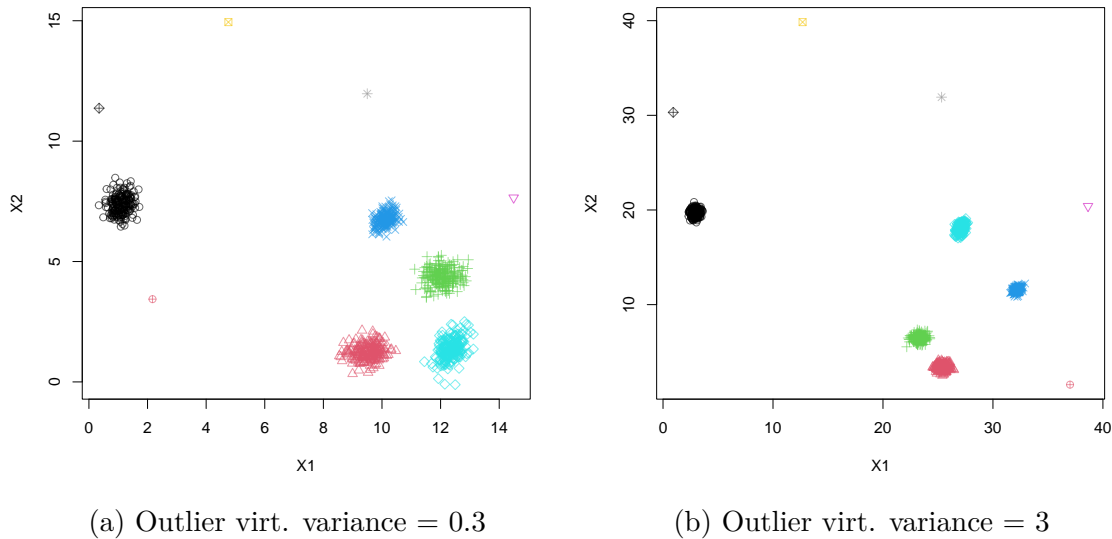 15
10
5
0
X2
0 2 4 6 8 10 12 14
X1
(a) Outlier virt. variance = 0.3
40
30
20
10
X2
0 10 20 30 40
X1
(b) Outlier virt. variance = 3